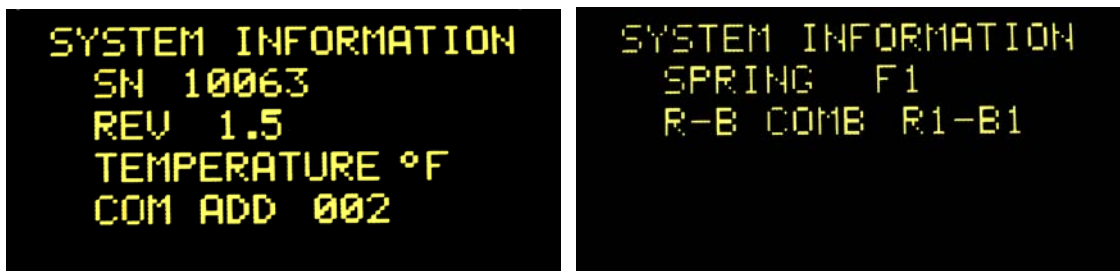 SYSTEM INFORMATION
SN 10063
REV 1.5
TEMPERATURE °F
COM ADD 002
SYSTEM INFORMATION
SPRING F1
R-B COMB R1-B1